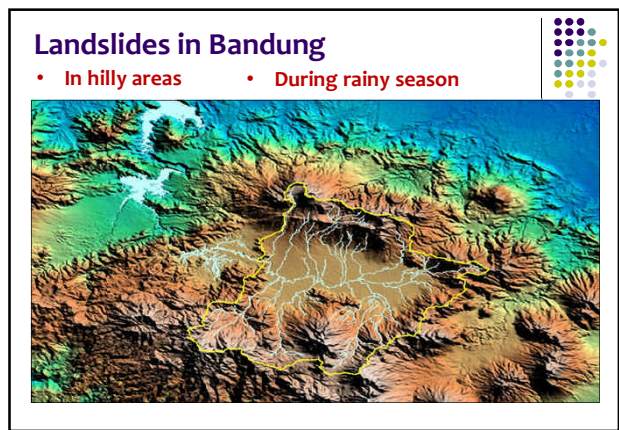 Landslides in Bandung
• In hilly areas • During rainy season